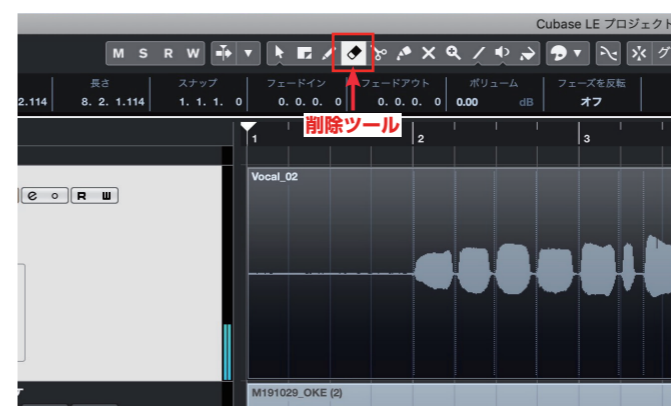 Cubase LE プロジェクト
M S R W
グ
長さ スナップ フェードイン フェードアウト ボリューム フェーズを反転
2.114 8. 2. 1.114 1. 1. 1. 0 0. 0. 0. 0 0. 0. 0. 0 0.00 dB オフ
削除ツール
1 2 3
Vocal_02
e R W
M191029_OKE (2)